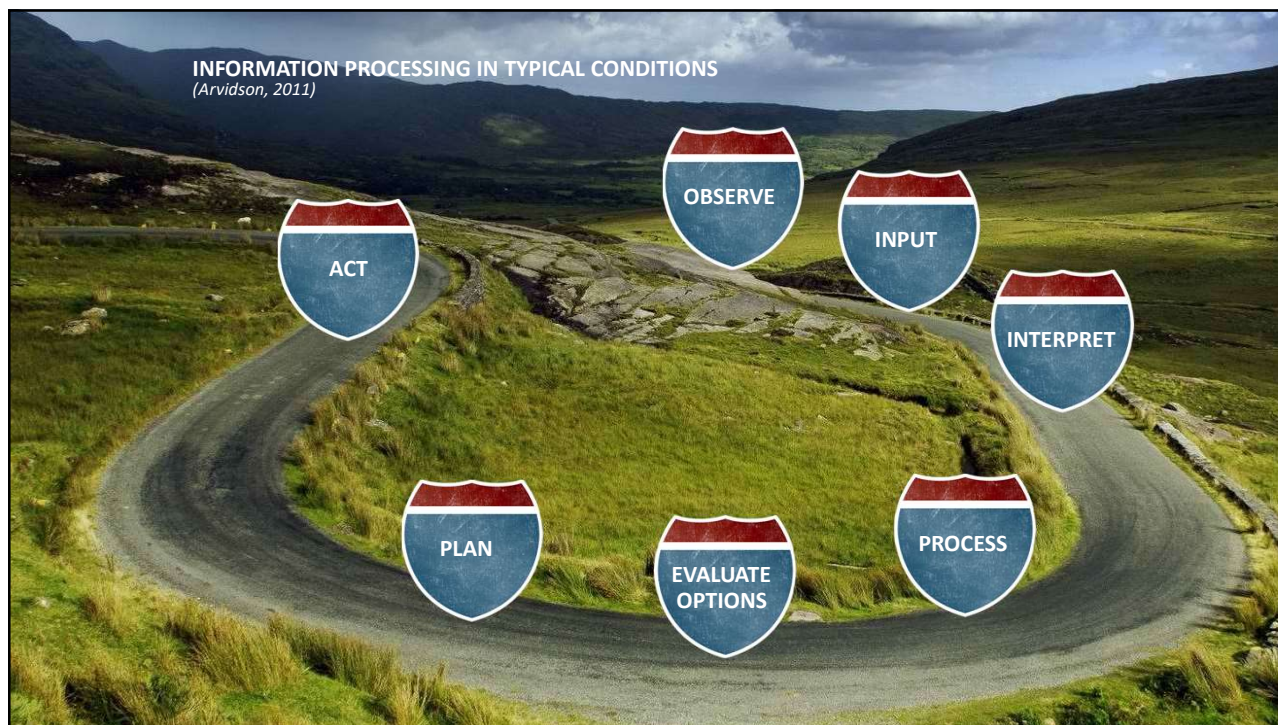 INFORMATION PROCESSING IN TYPICAL CONDITIONS
(Arvidson, 2011)
OBSERVE
INPUT
INTERPRET
PROCESS
EVALUATE
OPTIONS
PLAN
ACT